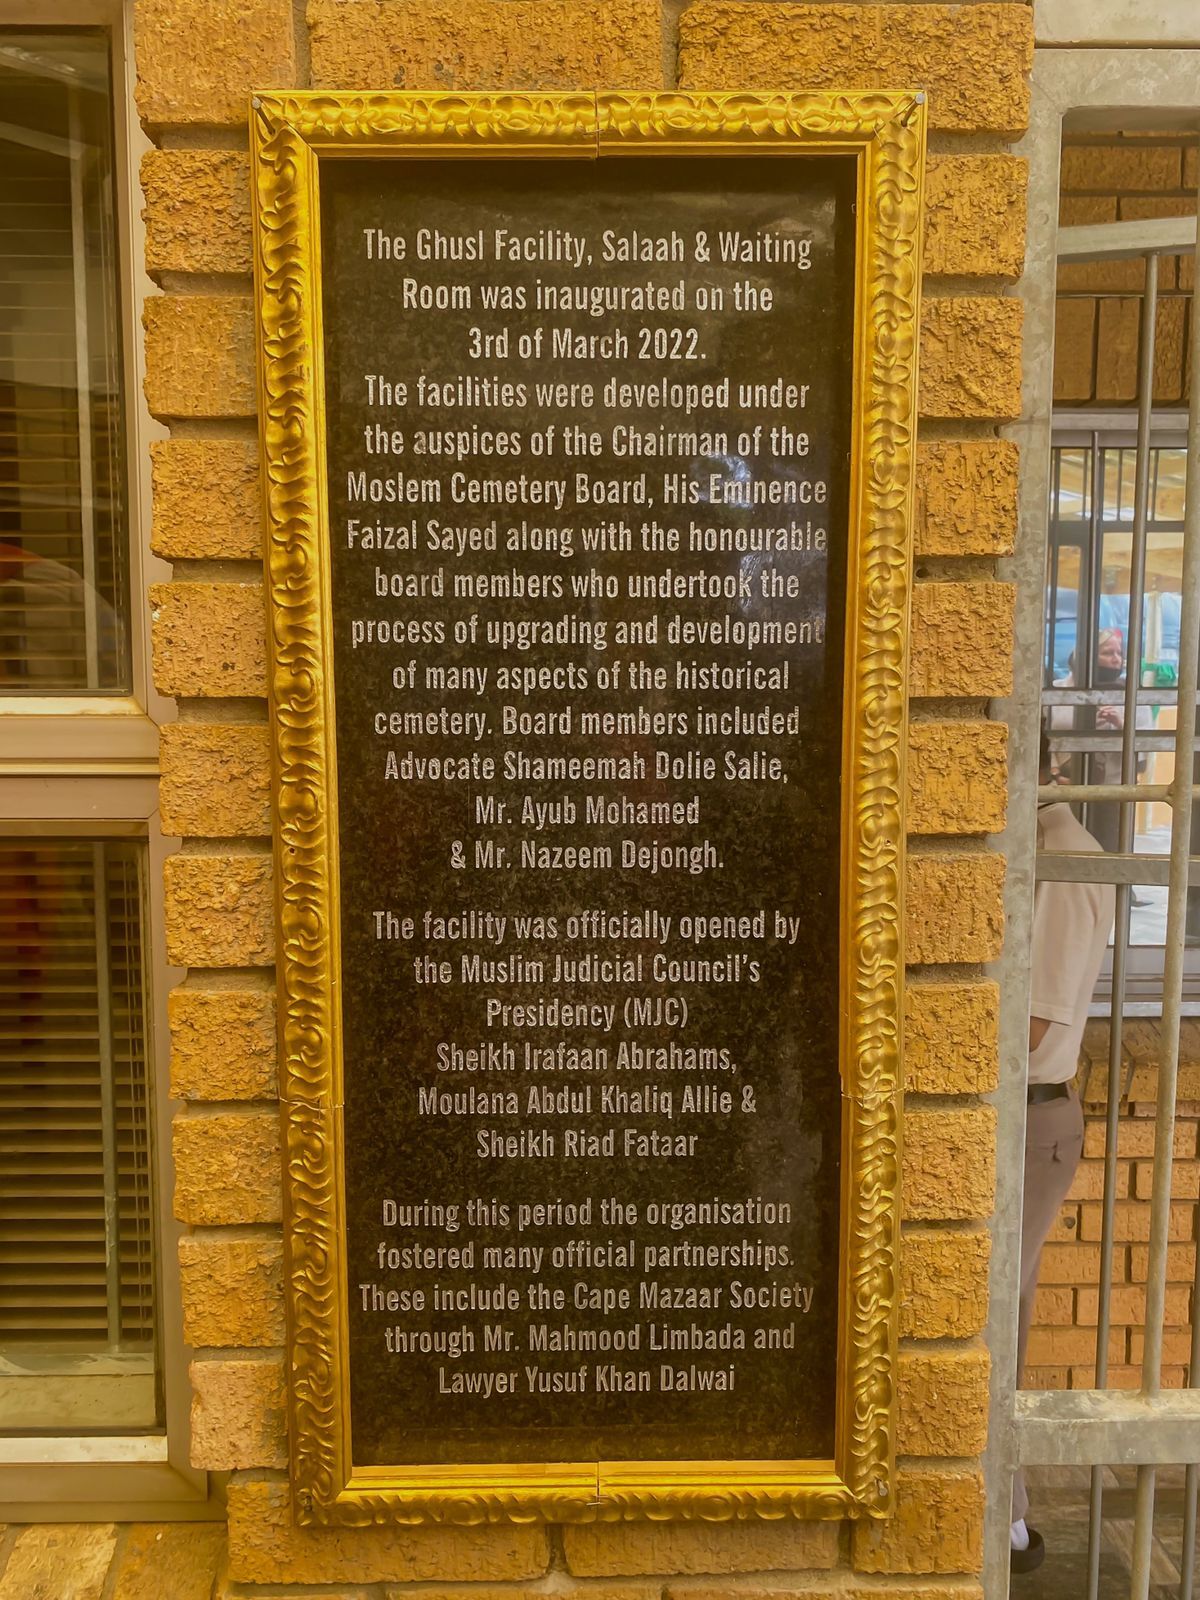 The Ghusl Facility, Salaah & Waiting
Room was inaugurated on the
3rd of March 2022.
The facilities were developed under
the auspices of the Chairman of the
Moslem Cemetery Board, His Eminence
Faizal Sayed along with the honourable
board members who undertook the
process of upgrading and development
of many aspects of the historical
cemetery. Board members included
Advocate Shameemah Dolie Salie,
Mr. Ayub Mohamed
& Mr. Nazeem Dejongh.
The facility was officially opened by
the Muslim Judicial Council's
Presidency (MJC)
Sheikh Irafaan Abrahams,
Moulana Abdul Khaliq Allie &
Sheikh Riad Fataar
During this period the organisation
fostered many official partnerships.
These include the Cape Mazaar Society
through Mr. Mahmood Limbada and
Lawyer Yusuf Khan Dalwai